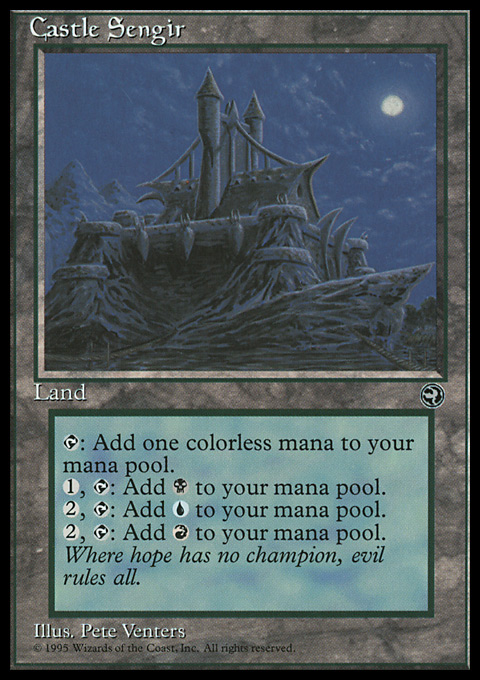 Castle Sengir
Land
: Add one colorless mana to your
mana pool.
1, : Add to your mana pool.
2, : Add to your mana pool.
2, : Add to your mana pool.
Where hope has no champion, evil
rules all.
Illus. Pete Venters
© 1995 Wizards of the Coast, Inc. All rights reserved.